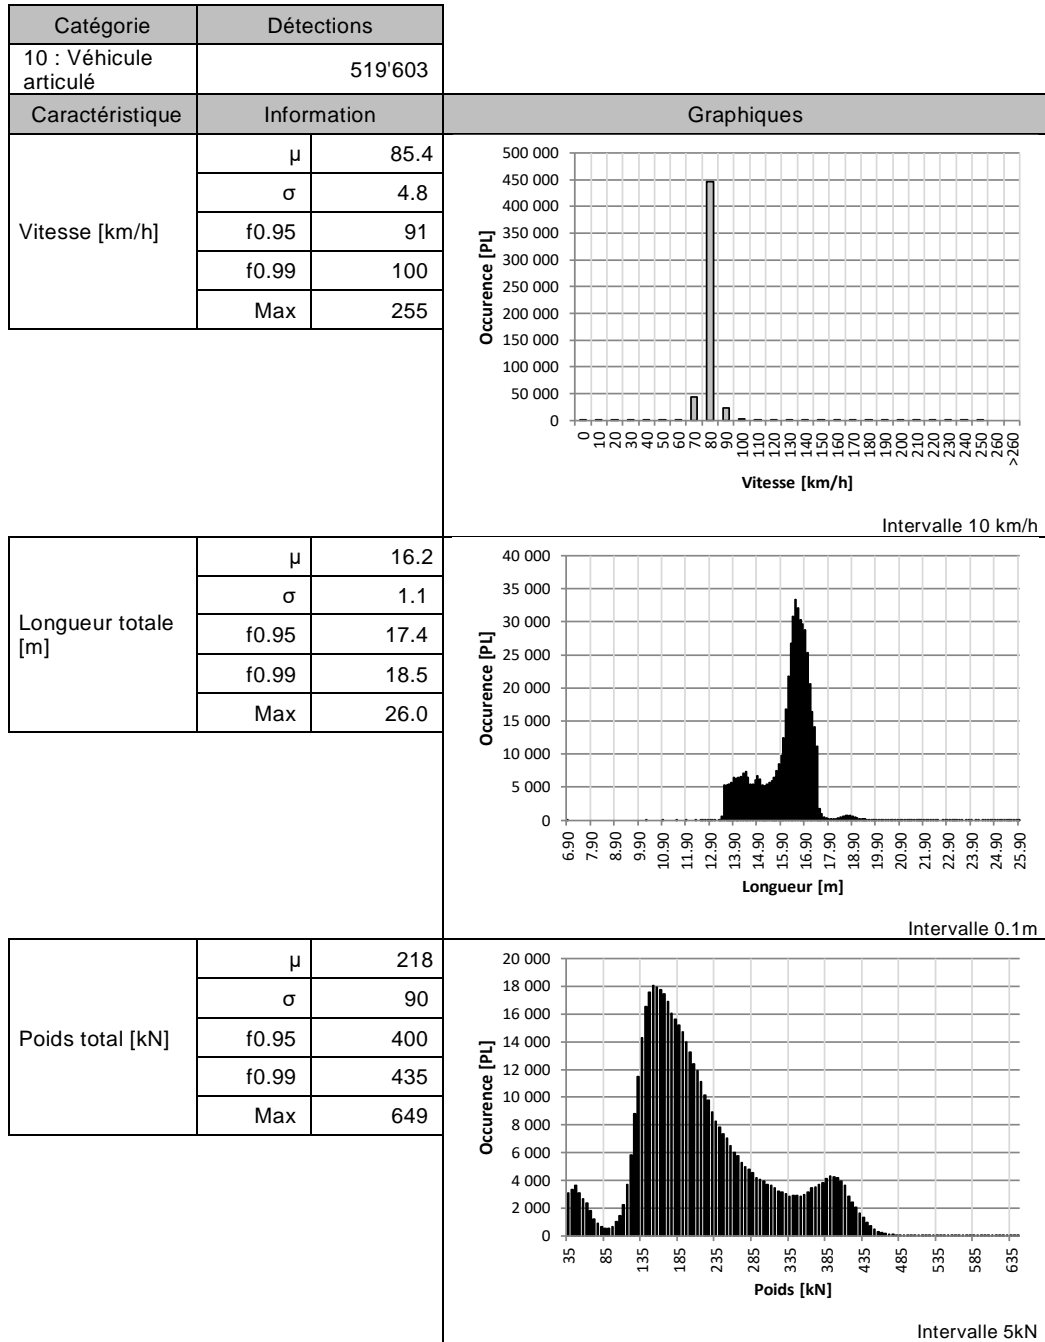 Catégorie Détections
10 : Véhicule
articulé
519'603
Caractéristique Information Graphiques
Vitesse [km/h]
μ 85.4
σ 4.8
f0.95 91
f0.99 100
Max 255
Occurence [PL]
500 000
450 000
400 000
350 000
300 000
250 000
200 000
150 000
100 000
50 000
0
0 10 20 30 40 50 60 70 80 90 100 110 120 130 140 150 160 170 180 190 200 210 220 230 240 250 260 >260
Vitesse [km/h]
Intervalle 10 km/h
Longueur totale
[m]
μ 16.2
σ 1.1
f0.95 17.4
f0.99 18.5
Max 26.0
Occurence [PL]
40 000
35 000
30 000
25 000
20 000
15 000
10 000
5 000
0
6.90 7.90 8.90 9.90 10.90 11.90 12.90 13.90 14.90 15.90 16.90 17.90 18.90 19.90 20.90 21.90 22.90 23.90 24.90 25.90
Longueur [m]
Intervalle 0.1m
Poids total [kN]
μ 218
σ 90
f0.95 400
f0.99 435
Max 649
Occurence [PL]
20 000
18 000
16 000
14 000
12 000
10 000
8 000
6 000
4 000
2 000
0
35 85 135 185 235 285 335 385 435 485 535 585 635
Poids [kN]
Intervalle 5kN